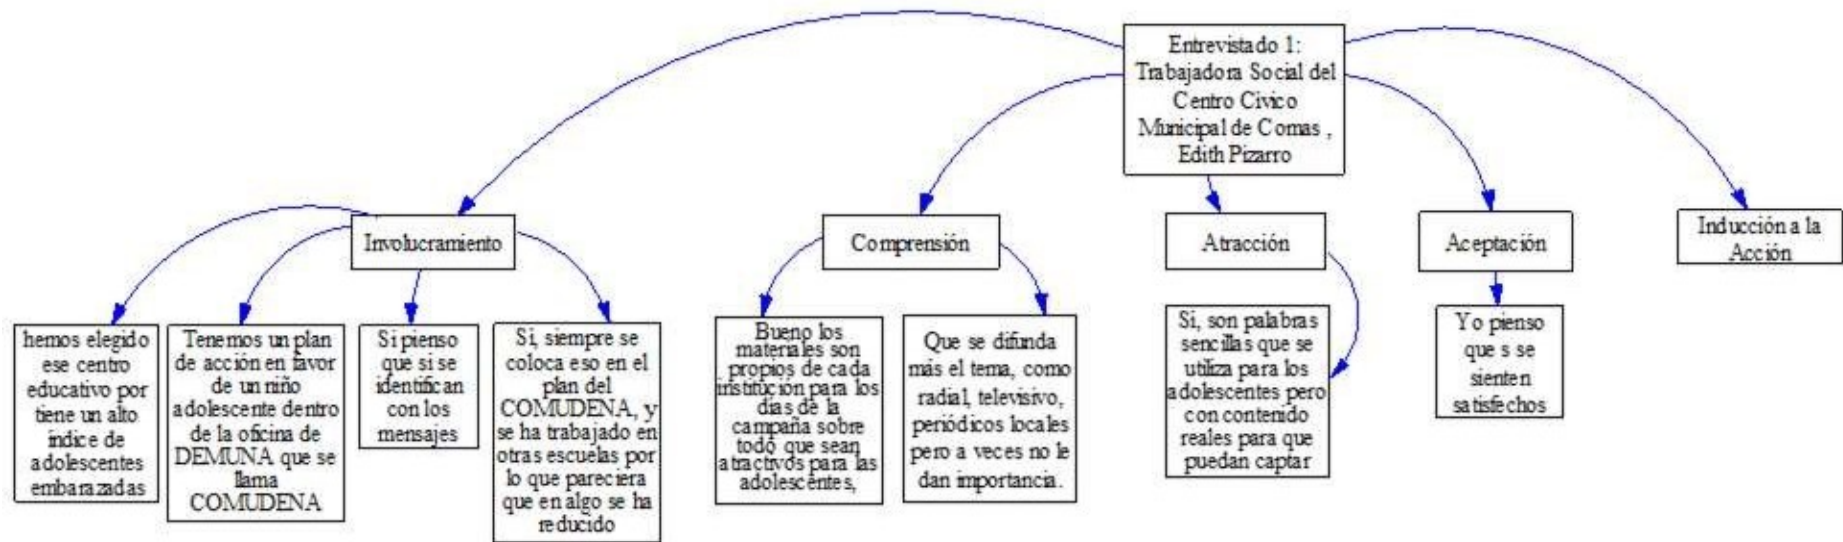 Entrevistado 1:
Trabajadora Social del
Centro Civico
Municipal de Comas ,
Edith Pizarro
Involucramiento
Comprensión
Atracción
Aceptación
Inducción a la
Acción
hemos elegido
ese centro
educativo por
tiene un alto
índice de
adolescentes
embarazadas
Tenemos un plan
de acción en favor
de un niño
adolescente dentro
de la oficina de
DEMUNA que se
llama
COMUDENA
Si pienso
que si se
identifican
con los
mensajes
Si, siempre se
coloca eso en el
plan del
COMUDENA, y
se ha trabajado en
otras escuelas, por
lo que pareciera
que en algo se ha
reducido
Bueno los
materiales son
propios de cada
institución para los
días de la
campaña sobre
todo que sean
atractivos para las
adolescentes,
Que se difunda
más el tema, como
radial, televisivo,
periódicos locales
pero a veces no le
dan importancia.
Si, son palabras
sencillas que se
utiliza para los
adolescentes pero
con contenido
reales para que
puedan captar
Yo pienso
que s se
sienten
satisfechos